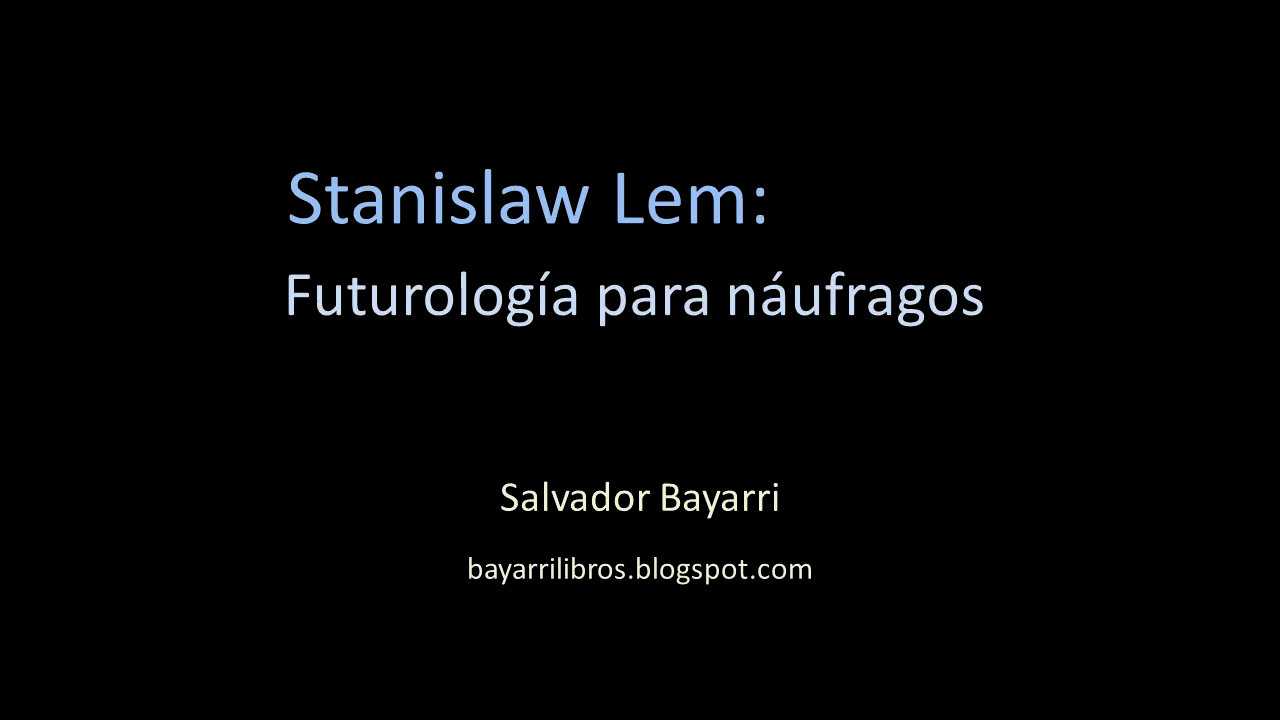 Stanislaw Lem:
Futurología para náufragos
Salvador Bayarri
bayarrilibros.blogspot.com